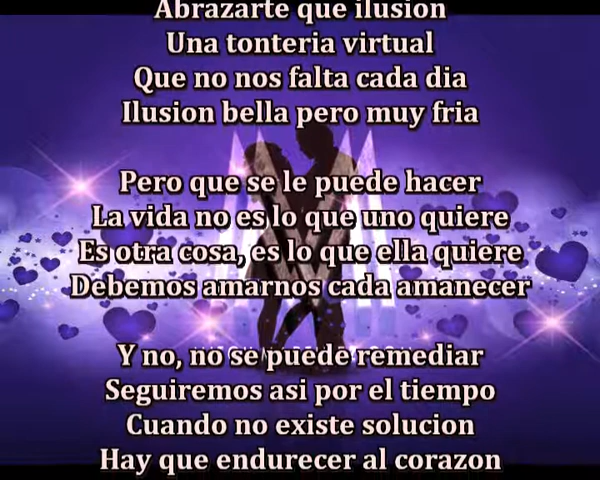 Abrazarte que ilusion
Una tonteria virtual
Que no nos falta cada dia
Ilusion bella pero muy fria
Pero que se le puede hacer
La vida no es lo que uno quiere
Es otra cosa, es lo que ella quiere
Debemos amarnos cada amanecer
Y no, no se puede remediar
Seguiremos asi por el tiempo
Cuando no existe solucion
Hay que endurecer al corazon